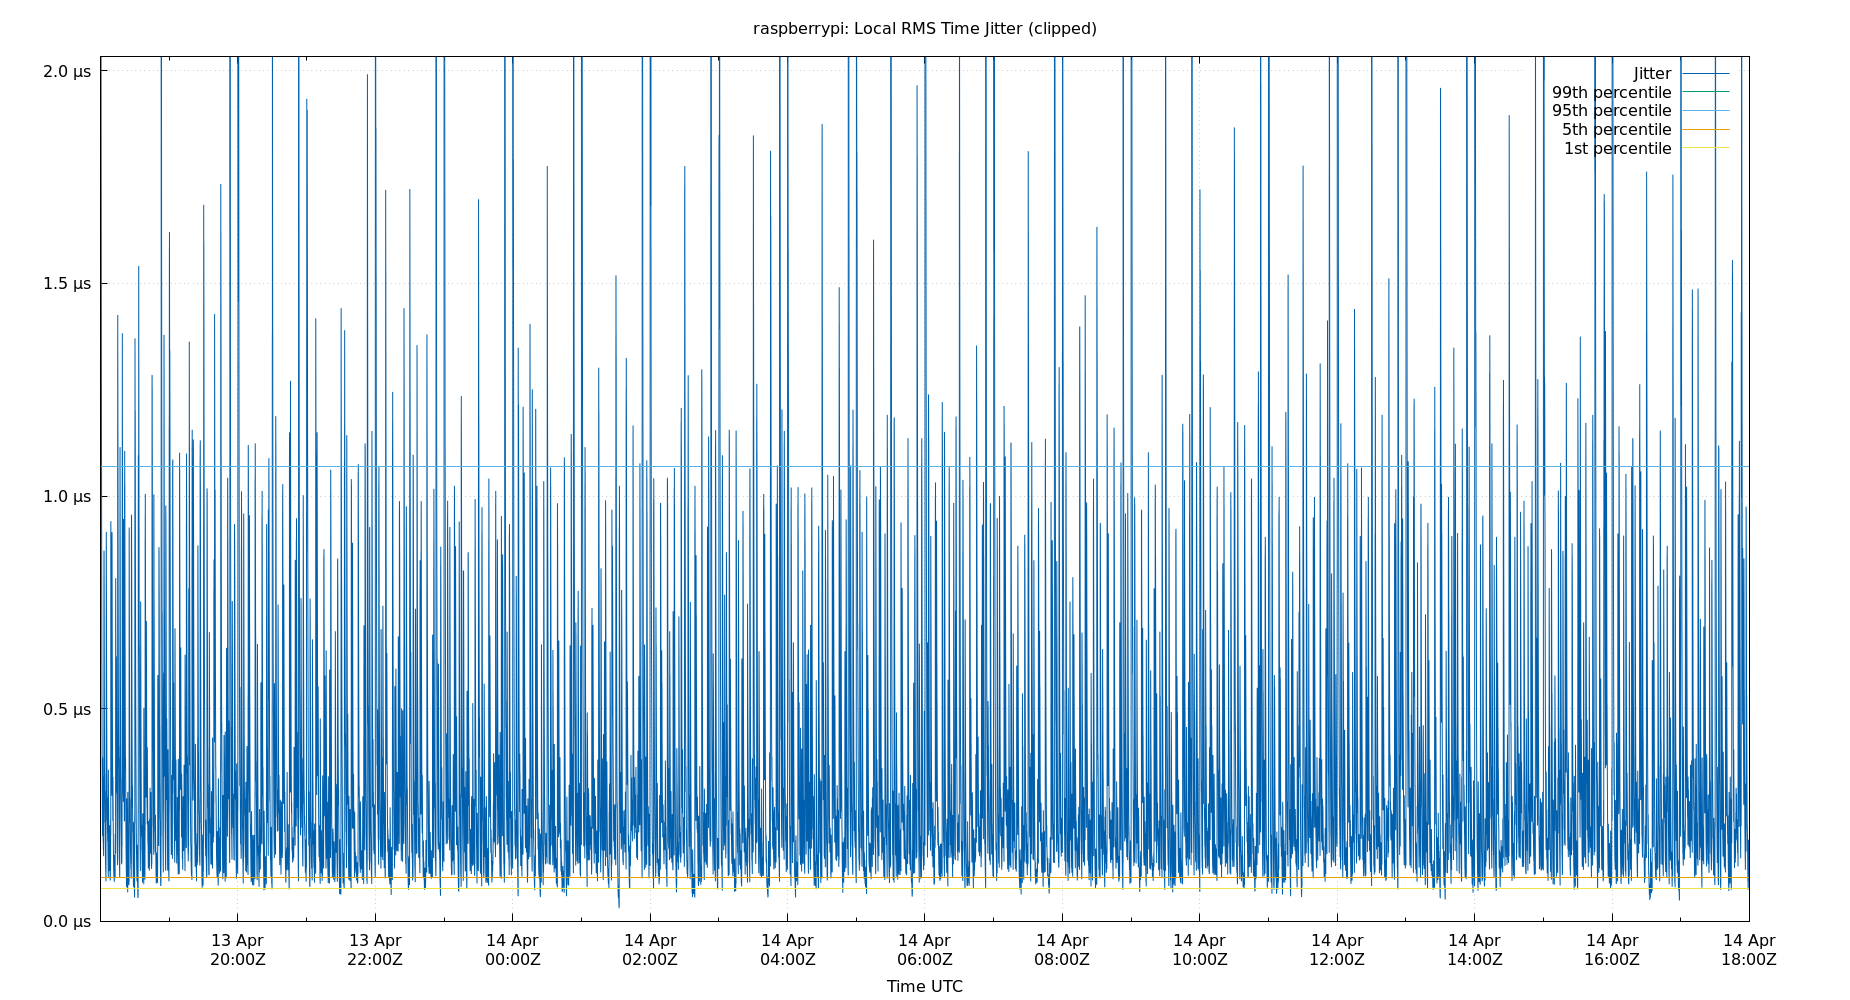 raspberrypi: Local RMS Time Jitter (clipped)
2.0 µs
1.5 µs
1.0 µs
0.5 µs
0.0 µs
Jitter
99th percentile
95th percentile
5th percentile
1st percentile
13 Apr 13 Apr 14 Apr 14 Apr 14 Apr 14 Apr 14 Apr 14 Apr 14 Apr 14 Apr 14 Apr 14 Apr
20:00Z 22:00Z 00:00Z 02:00Z 04:00Z 06:00Z 08:00Z 10:00Z 12:00Z 14:00Z 16:00Z 18:00Z
Time UTC